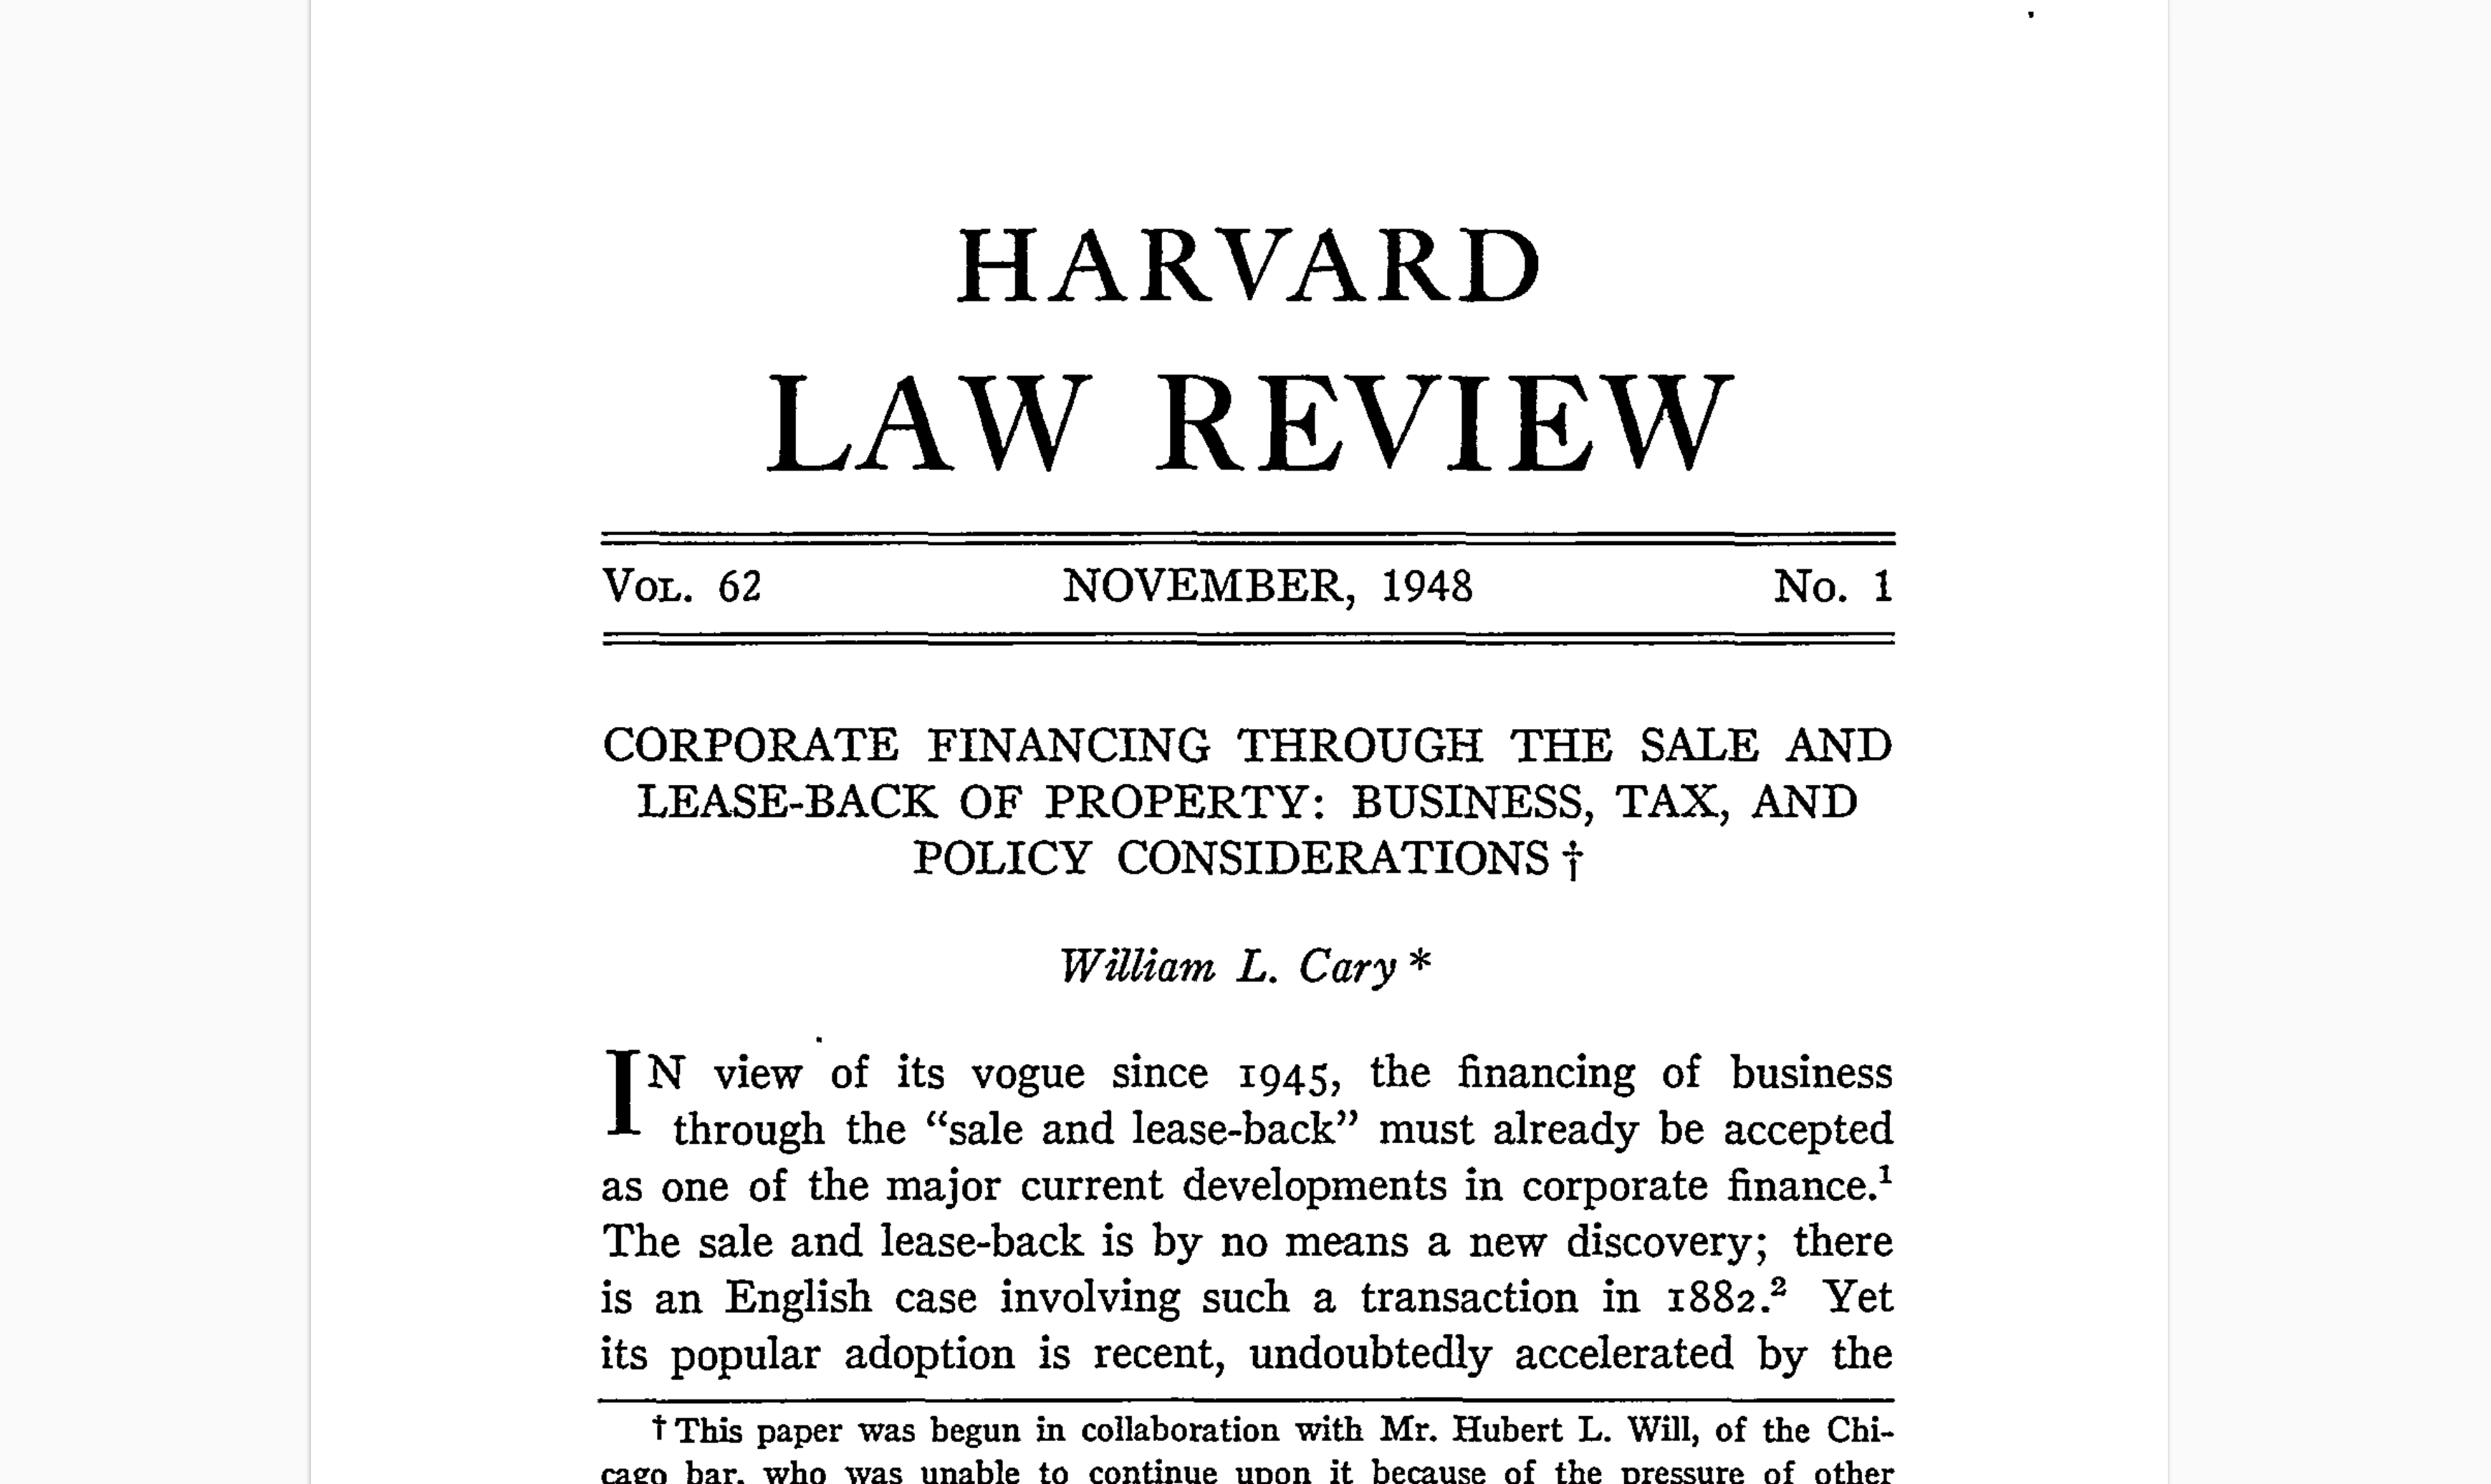 HARVARD
LAW REVIEW
VOL. 62 NOVEMBER, 1948 No. 1
CORPORATE FINANCING THROUGH THE SALE AND
LEASE-BACK OF PROPERTY: BUSINESS, TAX, AND
POLICY CONSIDERATIONS †
William L. Cary *
IN view of its vogue since 1945, the financing of business
through the “sale and lease-back” must already be accepted
as one of the major current developments in corporate finance.¹
The sale and lease-back is by no means a new discovery; there
is an English case involving such a transaction in 1882.² Yet
its popular adoption is recent, undoubtedly accelerated by the
† This paper was begun in collaboration with Mr. Hubert L. Will, of the Chi-
cago bar, who was unable to continue upon it because of the pressure of other